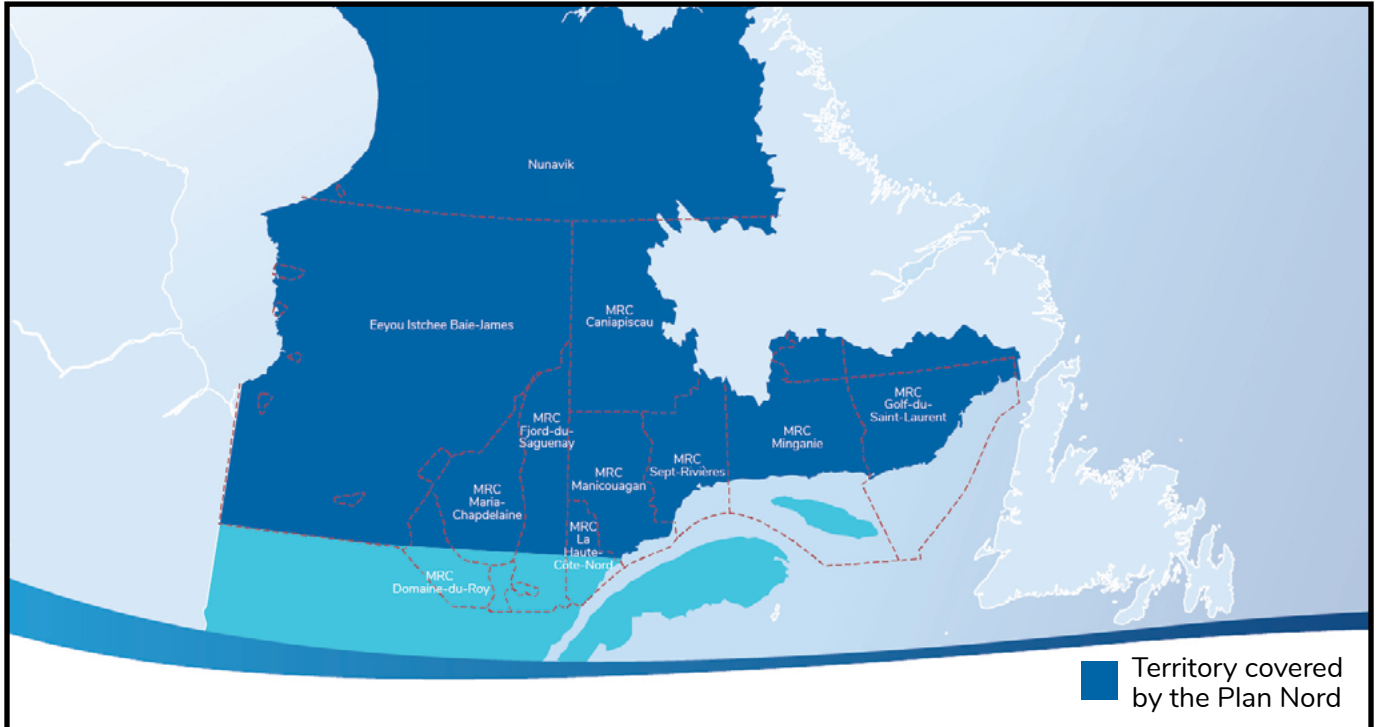 Nunavik
Eeyou Istchee Baie-James
MRC
Caniapiscau
MRC
Fjord-du-
Saguenay
MRC
Golf-du-
Saint-Laurent
MRC
Minganie
MRC
Sept-Rivières
MRC
Manicouagan
MRC
Maria-
Chapdelaine
MRC
La
Haute-
Côte-Nord
MRC
Domaine-du-Roy
Territory covered
by the Plan Nord